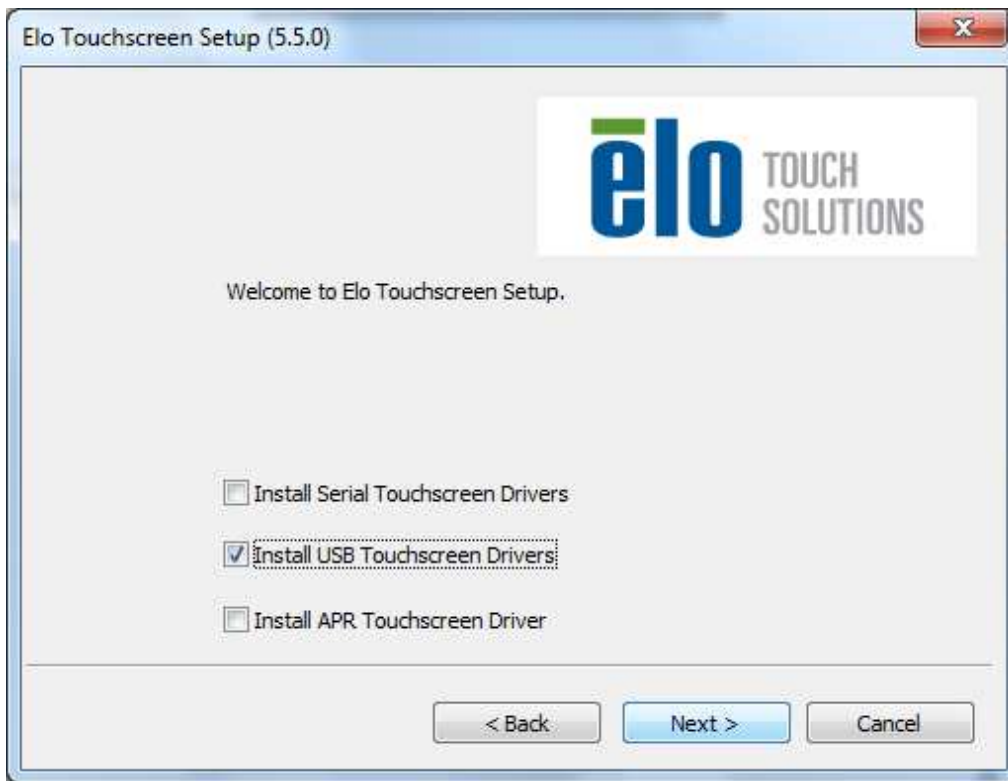 Elo Touchscreen Setup (5.5.0)
elo TOUCH
SOLUTIONS
Welcome to Elo Touchscreen Setup.
Install Serial Touchscreen Drivers
Install USB Touchscreen Drivers
Install APR Touchscreen Driver
< Back Next > Cancel